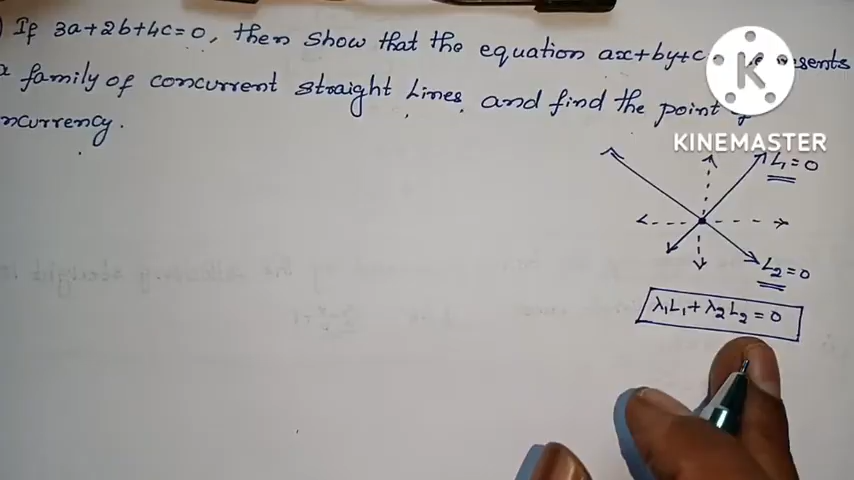 ) If 3a+2b+4c=0, then show that the equation ax+by+c
family of concurrent straight lines, and find the point
ncurrency.
K
KINEMASTER
L₁=0
L₂=0
λ₁L₁+λ₂L₂=0